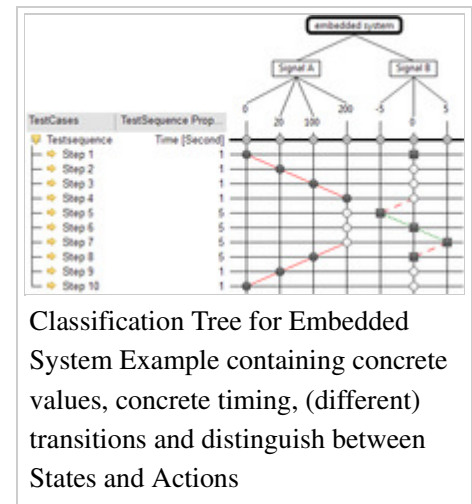 embedded system
Signal A Signal B
0 20 100 200 -5 0 5
TestCases TestSequence Prop...
Testsequence Time [Second]
Step 1 1
Step 2 1
Step 3 1
Step 4 1
Step 5 5
Step 6 5
Step 7 5
Step 8 5
Step 9 1
Step 10 1
Classification Tree for Embedded
System Example containing concrete
values, concrete timing, (different)
transitions and distinguish between
States and Actions